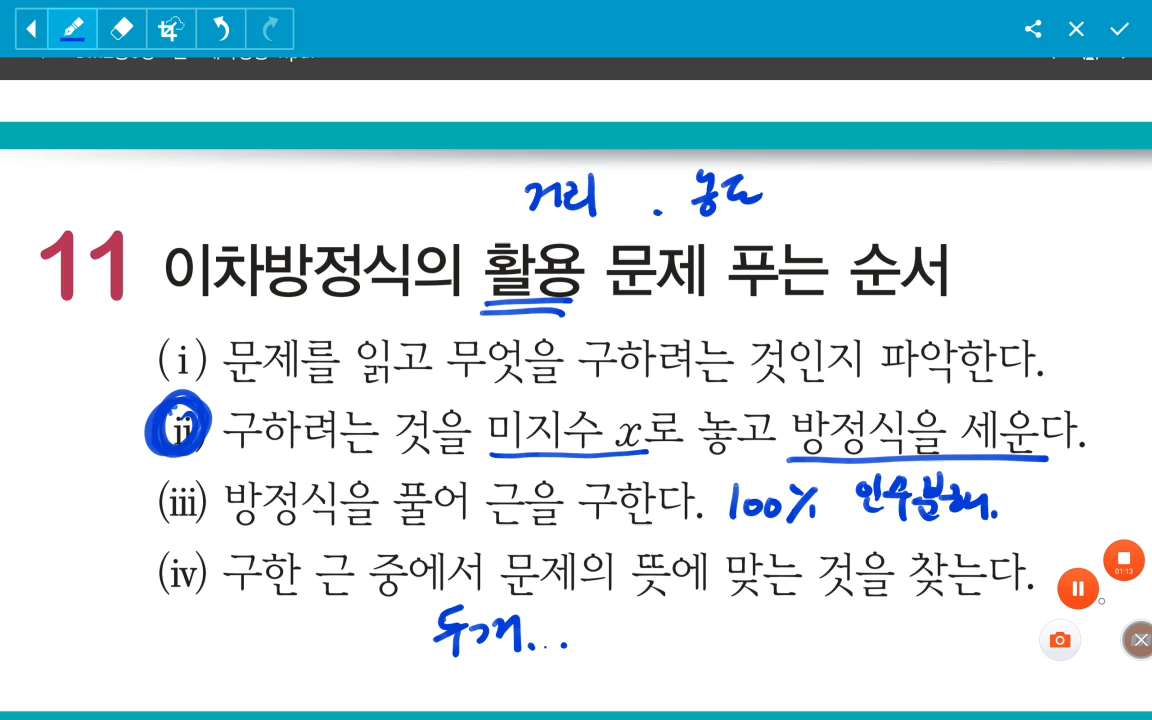 거리 . 농도
11 이차방정식의 활용 문제 푸는 순서
(ⅰ) 문제를 읽고 무엇을 구하려는 것인지 파악한다.
ⅱ) 구하려는 것을 미지수 x로 놓고 방정식을 세운다.
(ⅲ) 방정식을 풀어 근을 구한다. 100% 인수분해.
(ⅳ) 구한 근 중에서 문제의 뜻에 맞는 것을 찾는다.
두개...
01:13